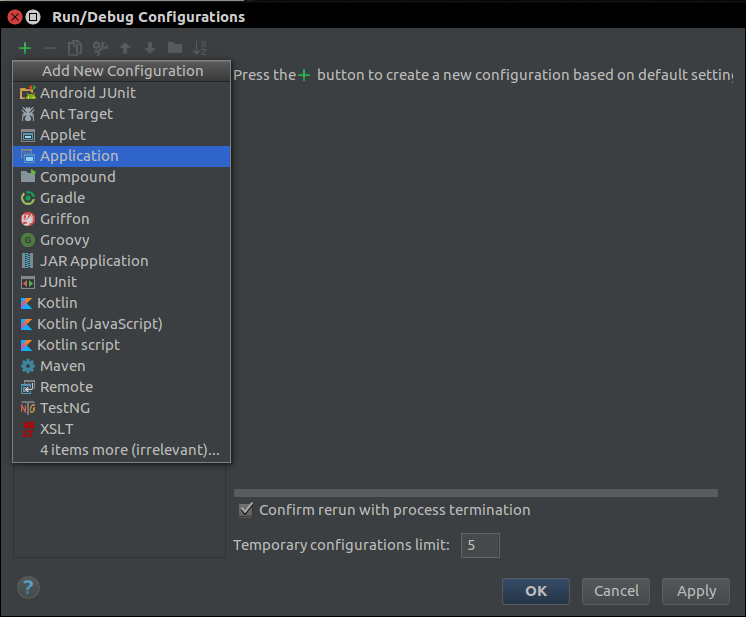 Run/Debug Configurations
Add New Configuration
Press the + button to create a new configuration based on default setting
Android JUnit
Ant Target
Applet
Application
Compound
Gradle
Griffon
Groovy
JAR Application
JUnit
Kotlin
Kotlin (JavaScript)
Kotlin script
Maven
Remote
TestNG
XSLT
4 items more (irrelevant)...
Confirm rerun with process termination
Temporary configurations limit: 5
? OK Cancel Apply